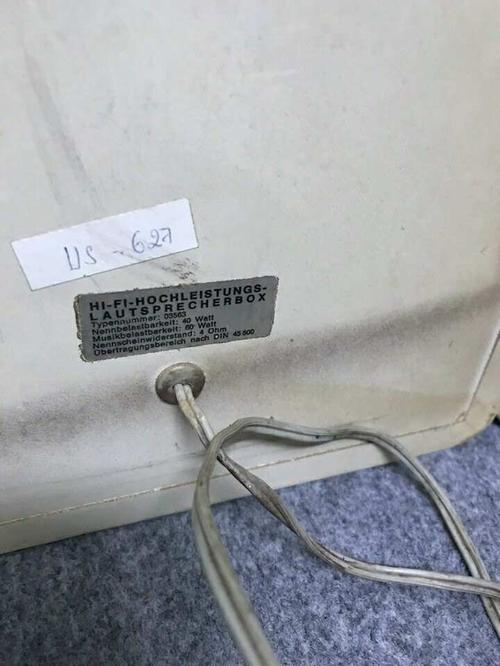 US - 627
HI-FI-HOCHLEISTUNGS-
LAUTSPRECHERBOX
Typennummer: 03563
Nennbelastbarkeit: 40 Watt
Musikbelastbarkeit: 60 Watt
Nennscheinwiderstand: 4 Ohm
Übertragungsbereich nach DIN 45 500